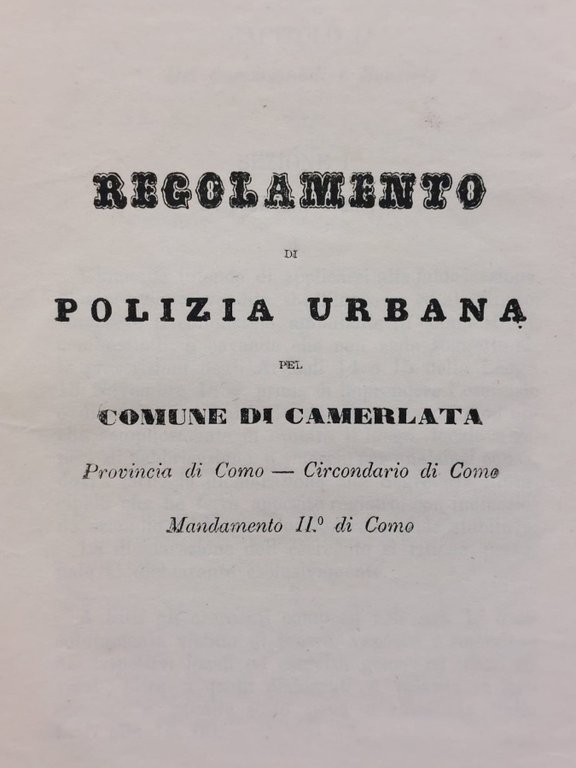 REGOLAMENTO
DI
POLIZIA URBANA
PEL
COMUNE DI CAMERLATA
Provincia di Como — Circondario di Como
Mandamento II.º di Como